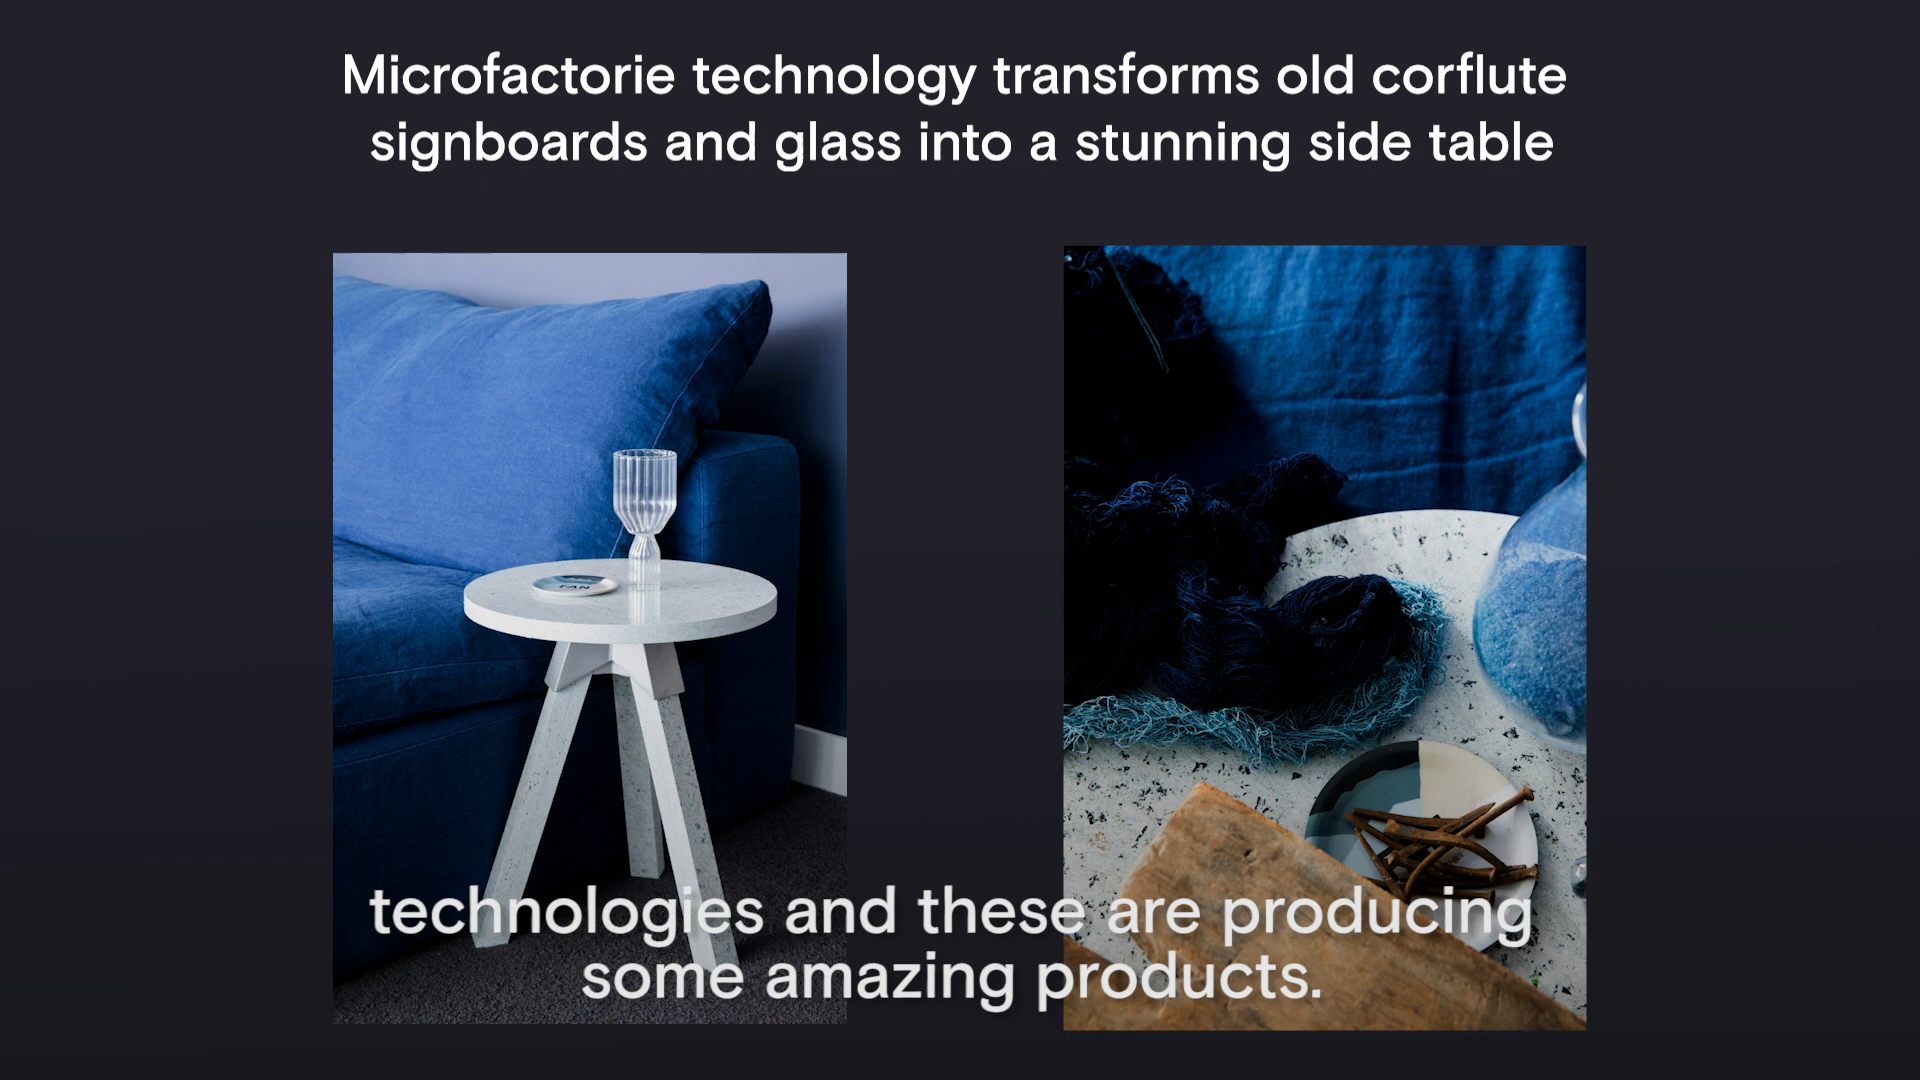 Microfactorie technology transforms old corflute
signboards and glass into a stunning side table
technologies and these are producing
some amazing products.